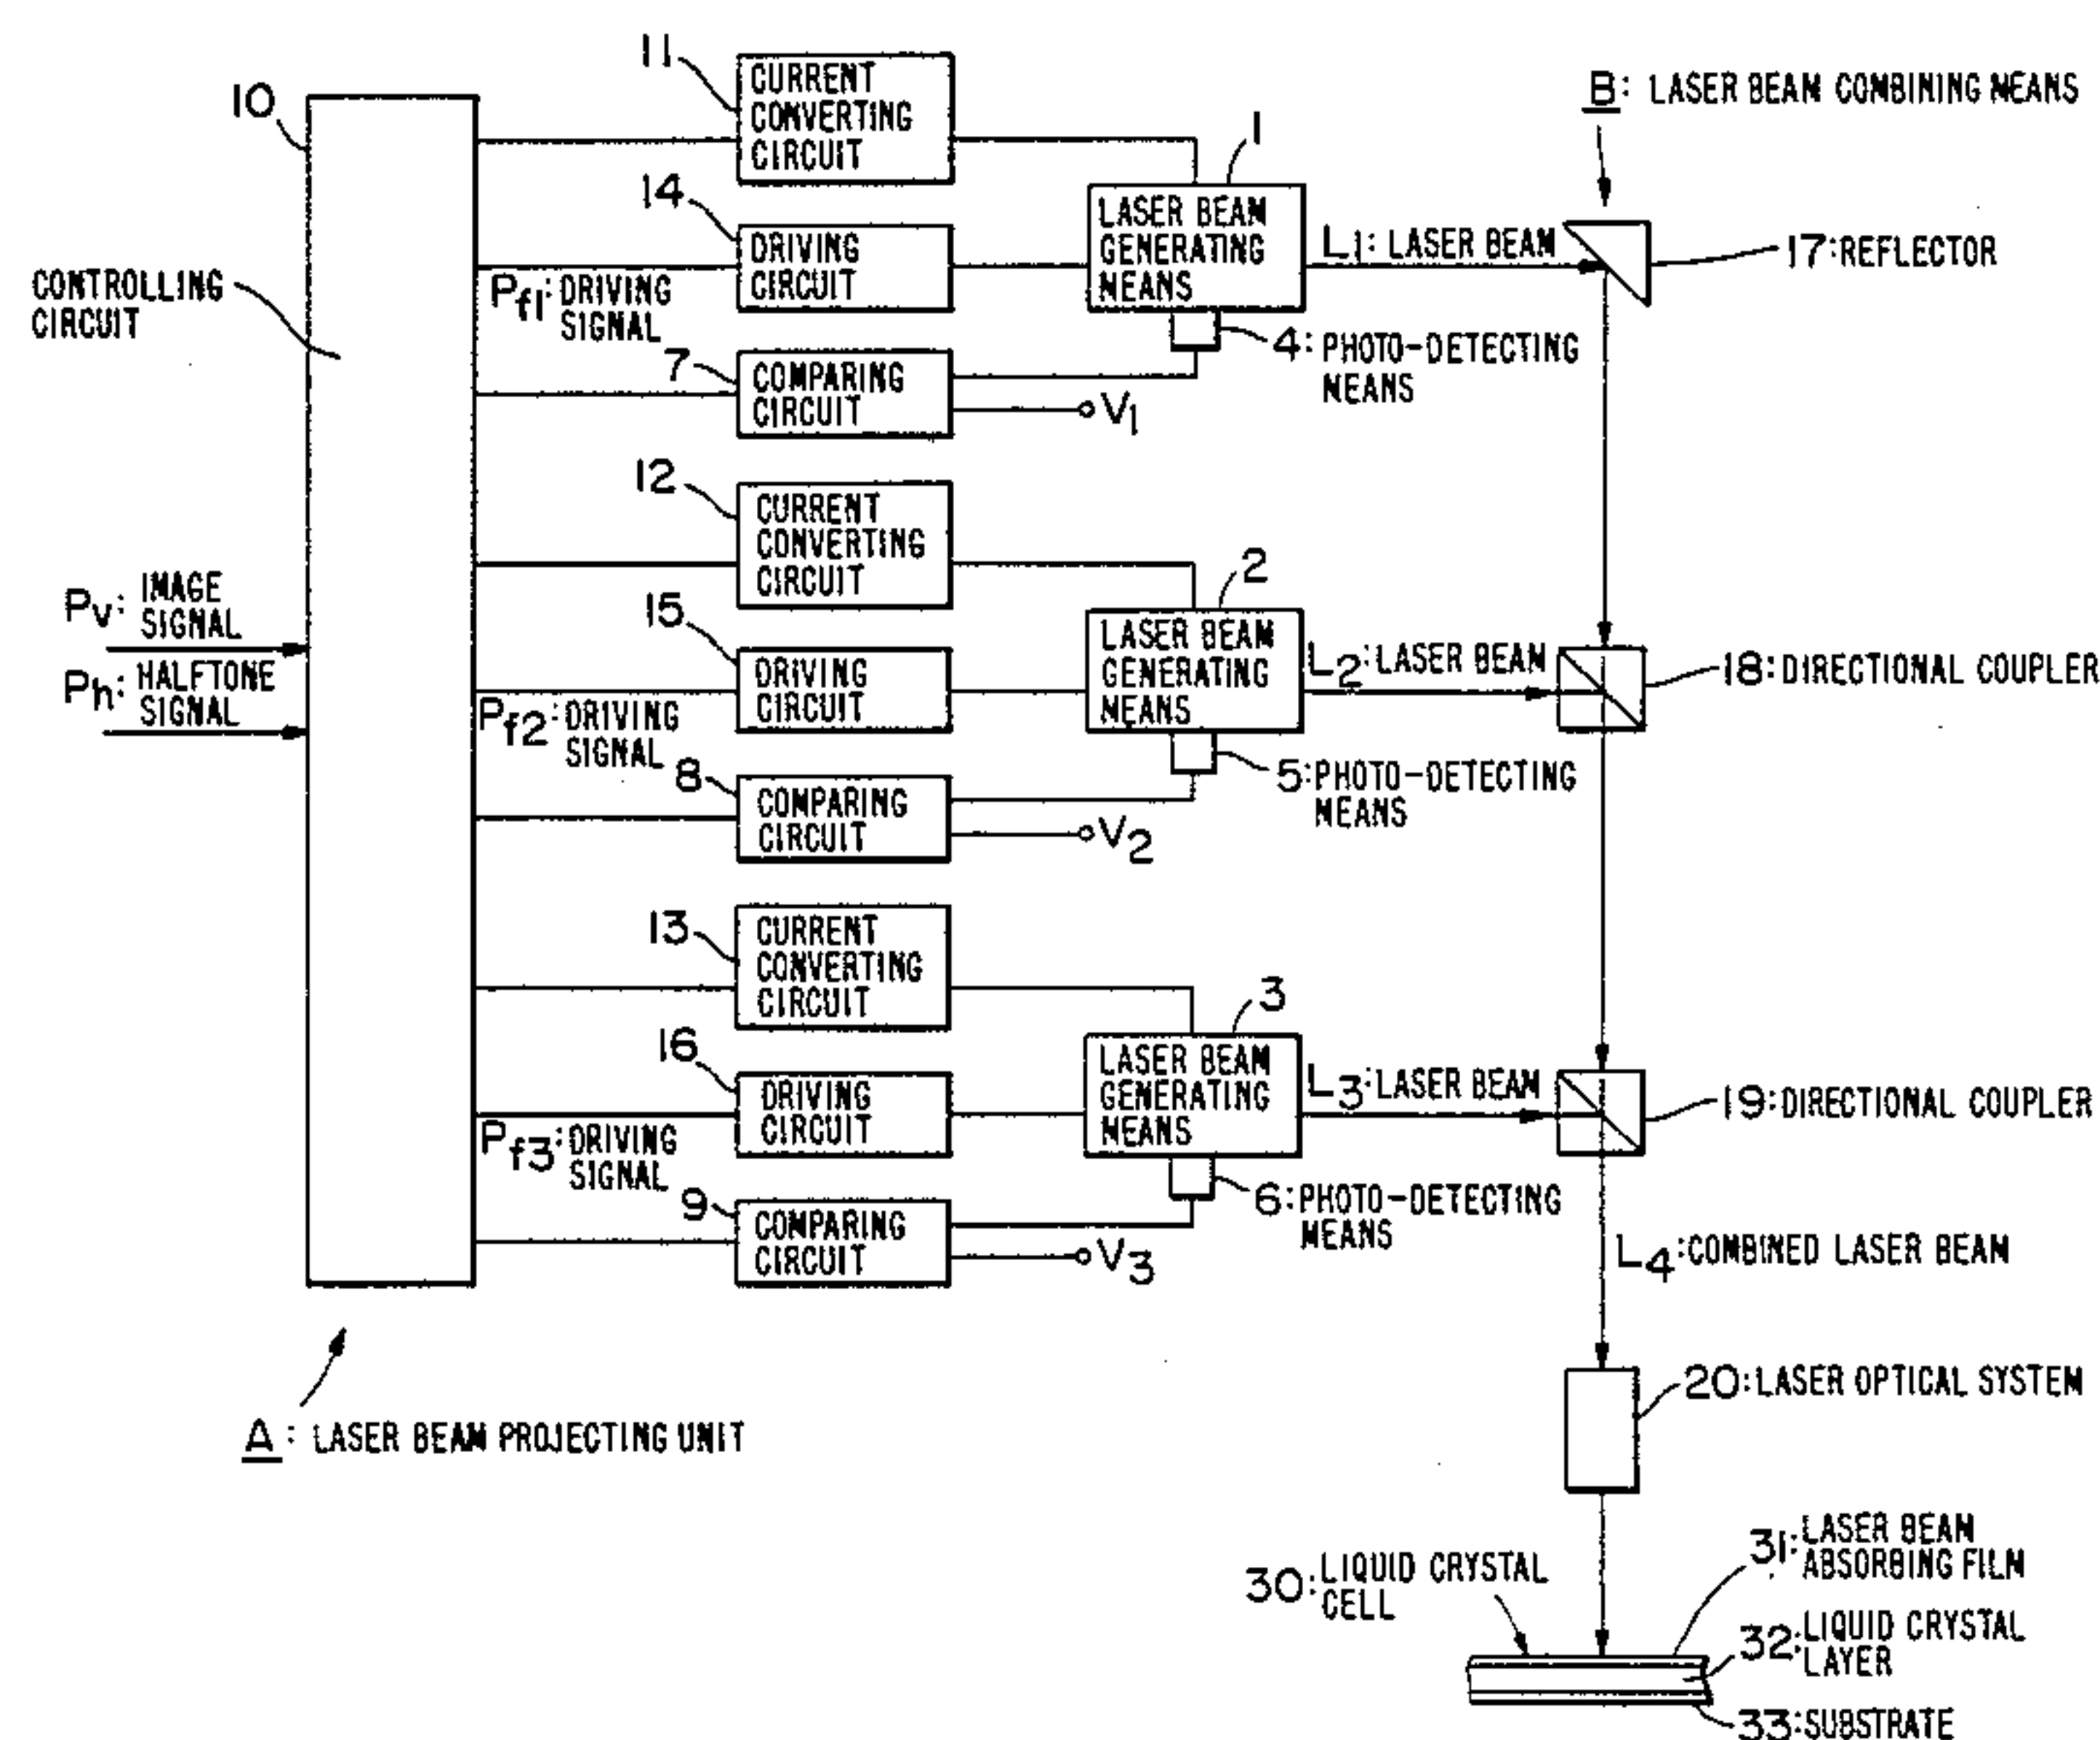 11
CURRENT
CONVERTING
CIRCUIT
B: LASER BEAM COMBINING MEANS
10
1
14
DRIVING
CIRCUIT
LASER BEAM
GENERATING
MEANS
L1: LASER BEAM
17: REFLECTOR
CONTROLLING
CIRCUIT
Pf1: DRIVING
SIGNAL
7
COMPARING
CIRCUIT
4: PHOTO-DETECTING
MEANS
V1
12
CURRENT
CONVERTING
CIRCUIT
2
Pv: IMAGE
SIGNAL
Ph: HALFTONE
SIGNAL
15
DRIVING
CIRCUIT
LASER BEAM
GENERATING
MEANS
L2: LASER BEAM
18: DIRECTIONAL COUPLER
Pf2: DRIVING
SIGNAL
8
COMPARING
CIRCUIT
5: PHOTO-DETECTING
MEANS
V2
13
CURRENT
CONVERTING
CIRCUIT
3
16
DRIVING
CIRCUIT
LASER BEAM
GENERATING
MEANS
L3: LASER BEAM
19: DIRECTIONAL COUPLER
Pf3: DRIVING
SIGNAL
9
COMPARING
CIRCUIT
6: PHOTO-DETECTING
MEANS
V3
L4: COMBINED LASER BEAM
A: LASER BEAM PROJECTING UNIT
20: LASER OPTICAL SYSTEM
30: LIQUID CRYSTAL
CELL
31: LASER BEAM
ABSORBING FILM
32: LIQUID CRYSTAL
LAYER
33: SUBSTRATE